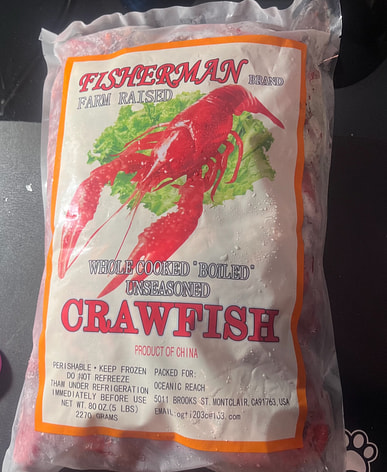 FISHERMAN BRAND
FARM RAISED
WHOLE COOKED "BOILED"
UNSEASONED
CRAWFISH
PRODUCT OF CHINA
PERISHABLE • KEEP FROZEN
DO NOT REFREEZE
THAM UNDER REFRIGERATION
IMMEDIATELY BEFORE USE
NET WT. 80 OZ. (5 LBS)
2270 GRAMS
PACKED FOR:
OCEANIC REACH
5011 BROOKS ST. MONTCLAIR, CA91763, USA